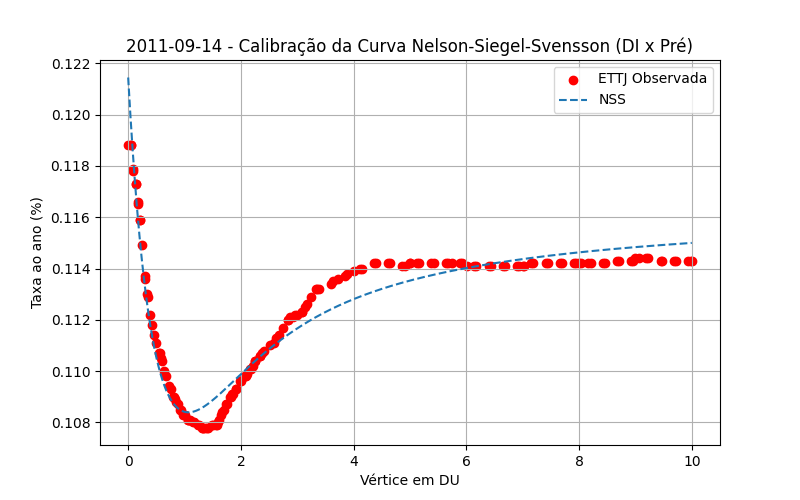 2011-09-14 - Calibração da Curva Nelson-Siegel-Svensson (DI x Pré)
0.122
0.120
0.118
0.116
0.114
0.112
0.110
0.108
Taxa ao ano (%)
ETTJ Observada
NSS
0 2 4 6 8 10
Vértice em DU